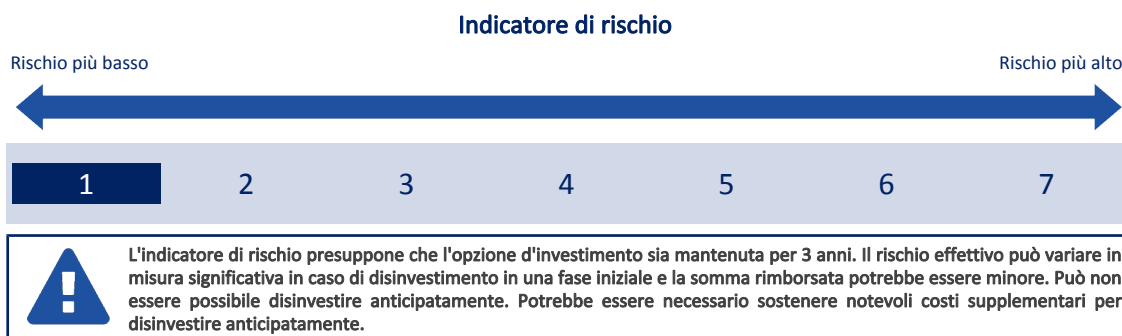 Indicatore di rischio
Rischio più basso
Rischio più alto
1 2 3 4 5 6 7
L'indicatore di rischio presuppone che l'opzione d'investimento sia mantenuta per 3 anni. Il rischio effettivo può variare in
misura significativa in caso di disinvestimento in una fase iniziale e la somma rimborsata potrebbe essere minore. Può non
essere possibile disinvestire anticipatamente. Potrebbe essere necessario sostenere notevoli costi supplementari per
disinvestire anticipatamente.